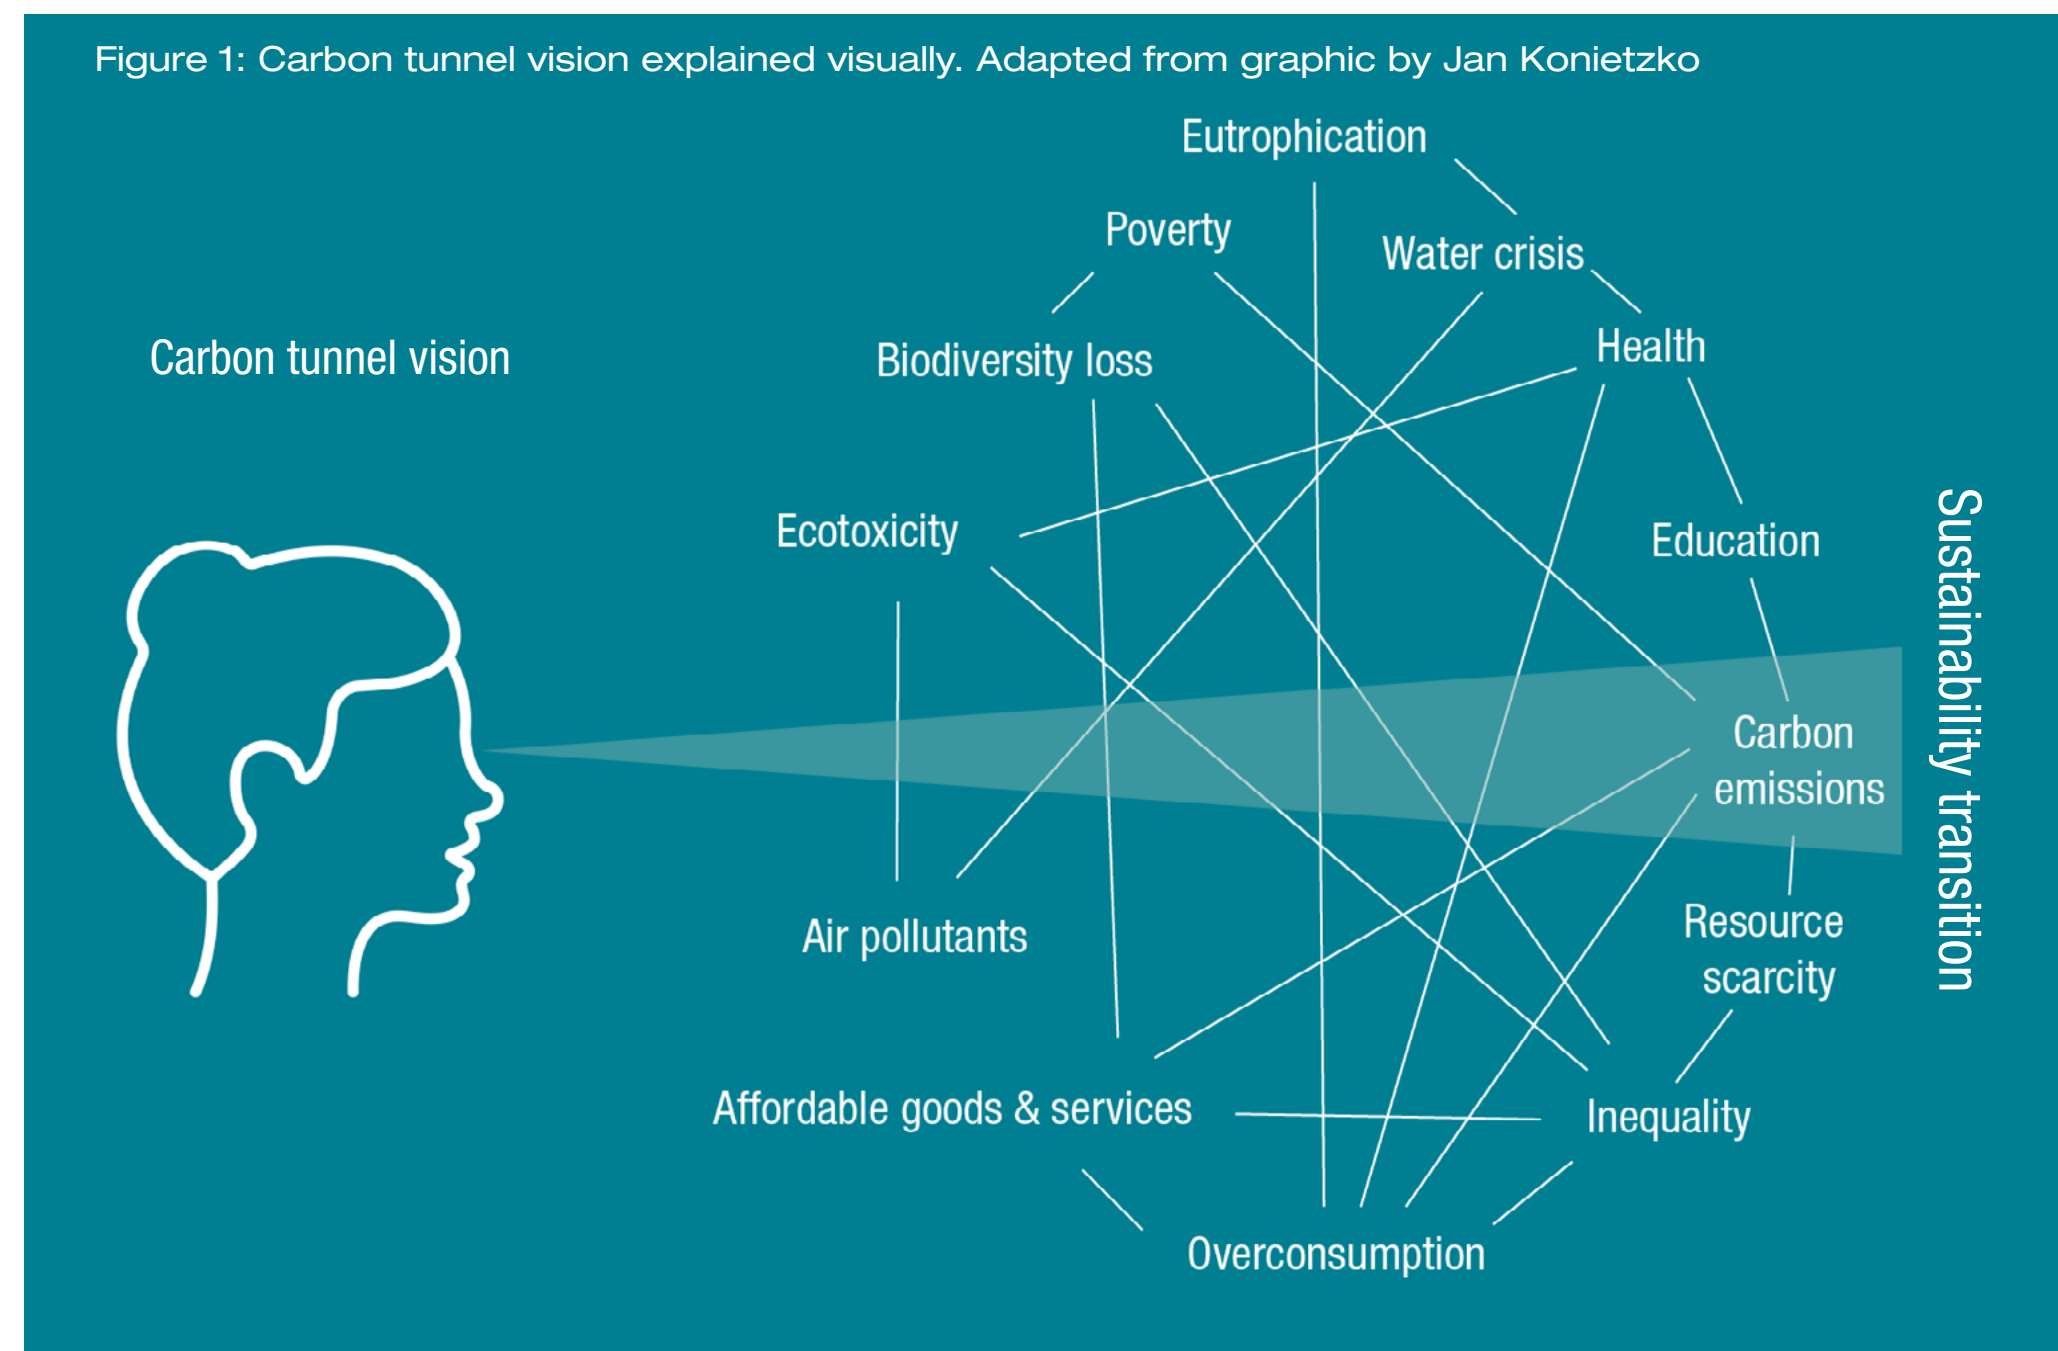 Figure 1: Carbon tunnel vision explained visually. Adapted from graphic by Jan Konietzko
Eutrophication
Poverty
Water crisis
Carbon tunnel vision
Biodiversity loss
Health
Ecotoxicity
Education
Sustainability transition
Carbon
emissions
Air pollutants
Resource
scarcity
Affordable goods & services
Inequality
Overconsumption